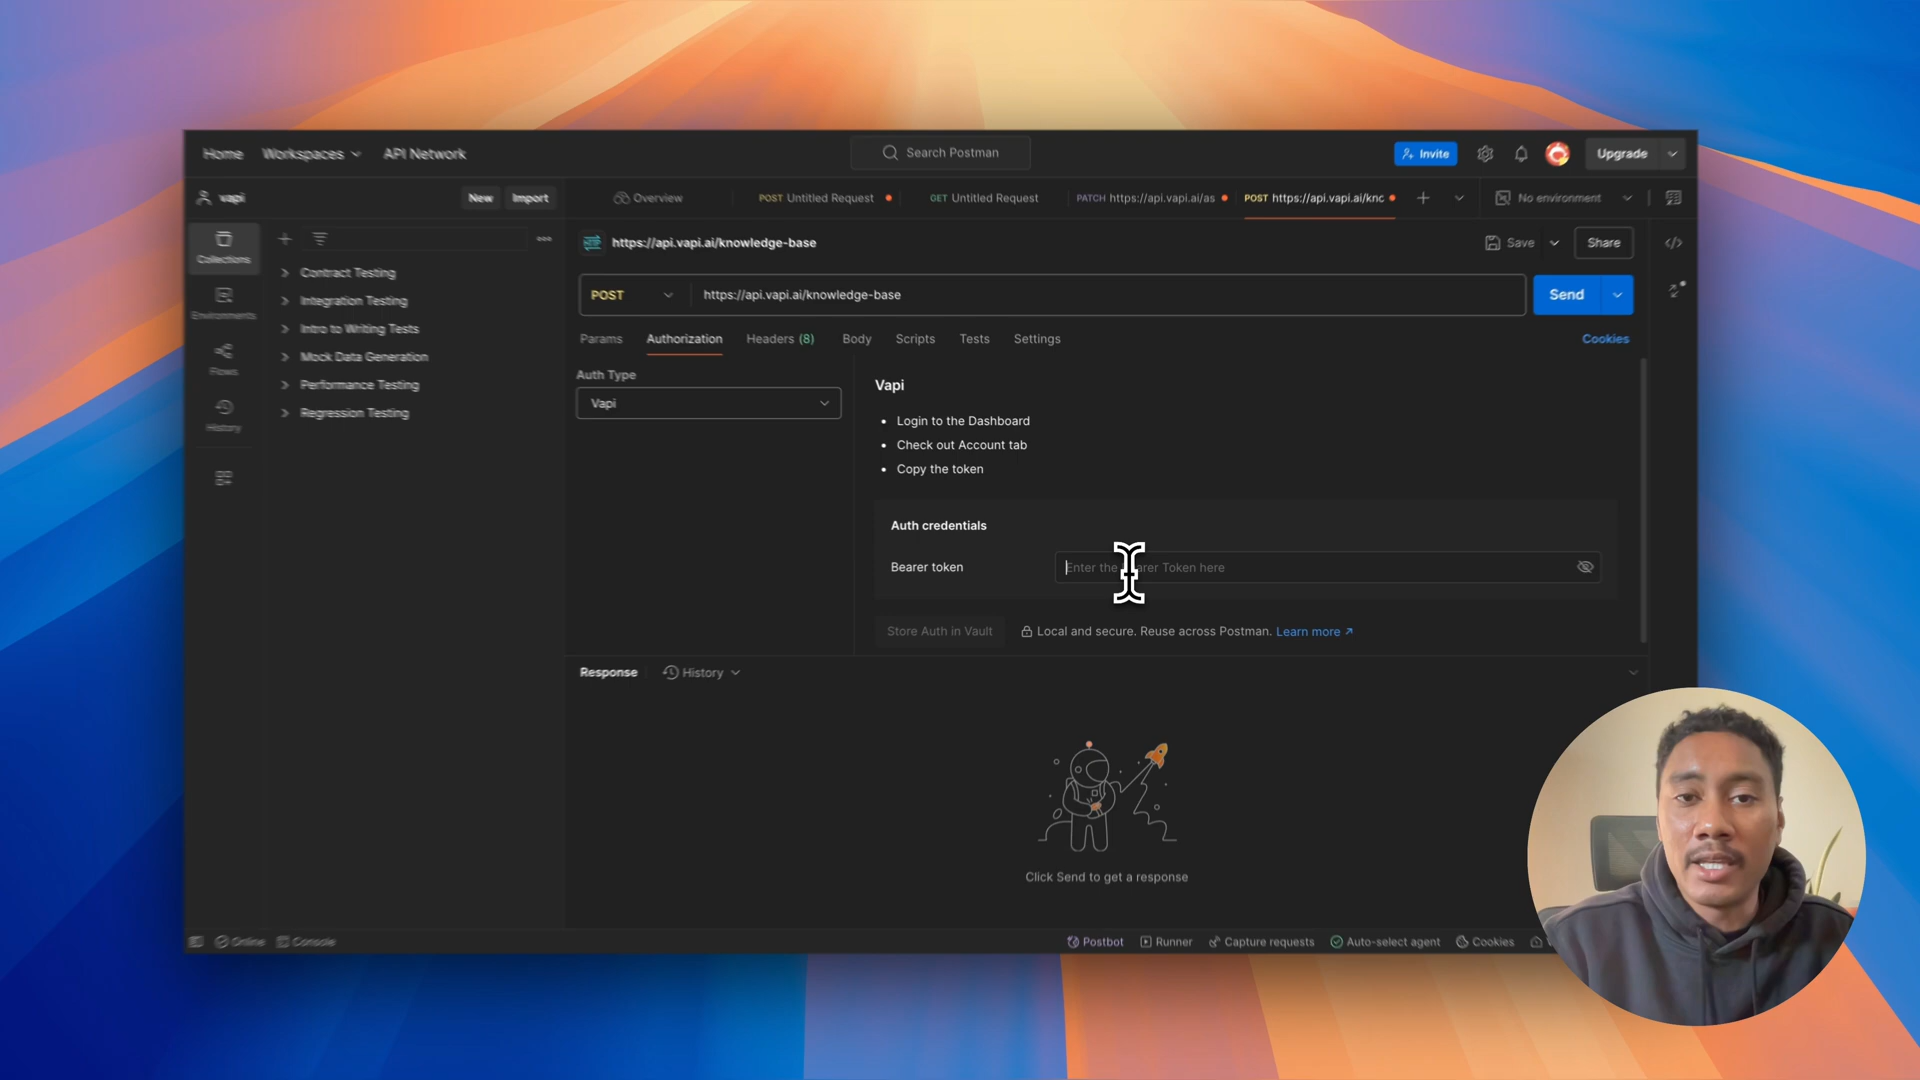 Home Workspaces API Network
Search Postman
Invite
Upgrade
vapi
New Import
Overview
POST Untitled Request
GET Untitled Request
PATCH https://api.vapi.ai/as
POST https://api.vapi.ai/knc
No environment
Collections
Environments
Flows
History
Contract Testing
Integration Testing
Intro to Writing Tests
Mock Data Generation
Performance Testing
Regression Testing
HTTP
https://api.vapi.ai/knowledge-base
Save
Share
POST
https://api.vapi.ai/knowledge-base
Send
Params Authorization Headers (8) Body Scripts Tests Settings
Cookies
Auth Type
Vapi
Vapi
• Login to the Dashboard
• Check out Account tab
• Copy the token
Auth credentials
Bearer token
Enter the Token here
Store Auth in Vault
Local and secure. Reuse across Postman. Learn more ↗
Response
History
Click Send to get a response
Online
Console
Postbot
Runner
Capture requests
Auto-select agent
Cookies